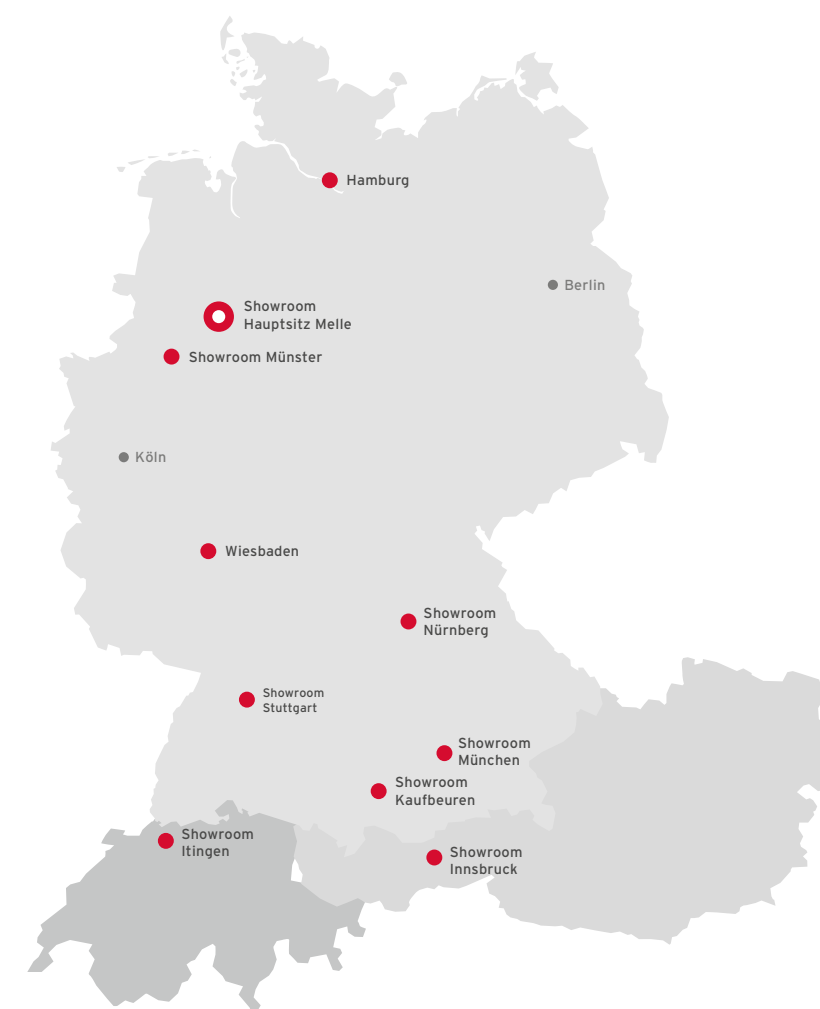 Hamburg
Berlin
Showroom
Hauptsitz Melle
Showroom Münster
Köln
Wiesbaden
Showroom
Nürnberg
Showroom
Stuttgart
Showroom
München
Showroom
Kaufbeuren
Showroom
Itingen
Showroom
Innsbruck